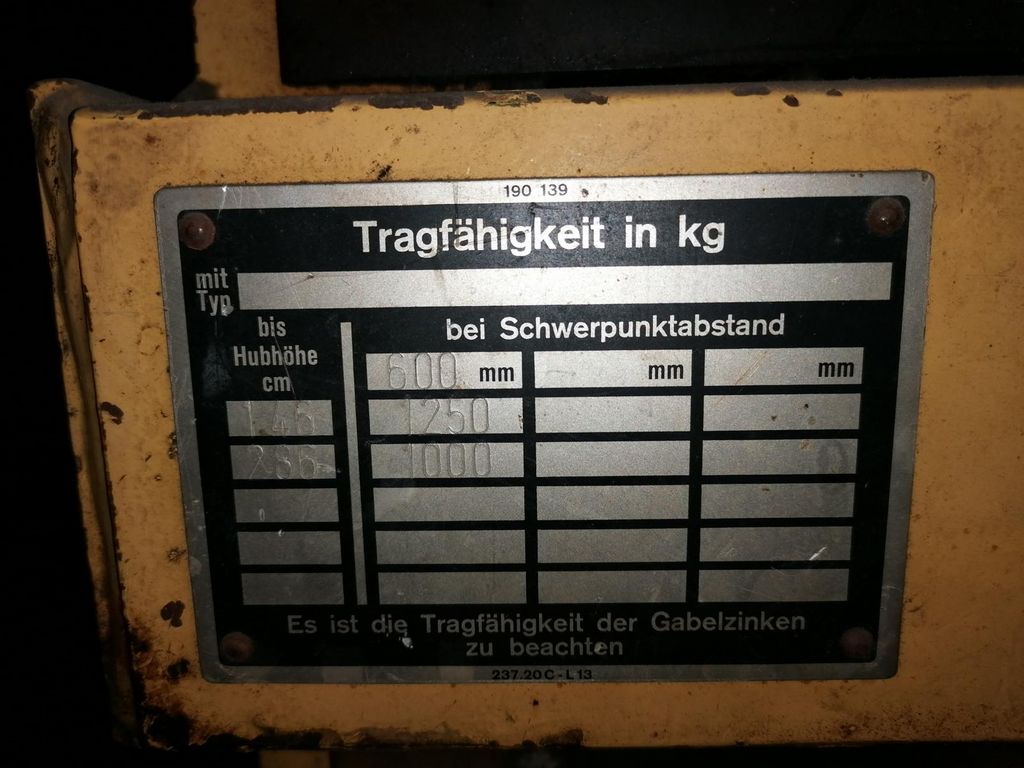 190 139
Tragfähigkeit in kg
mit
Typ
bis
Hubhöhe
cm
bei Schwerpunktabstand
600 mm
mm
mm
146
1250
286
1000
Es ist die Tragfähigkeit der Gabelzinken
zu beachten
237.20C-L13